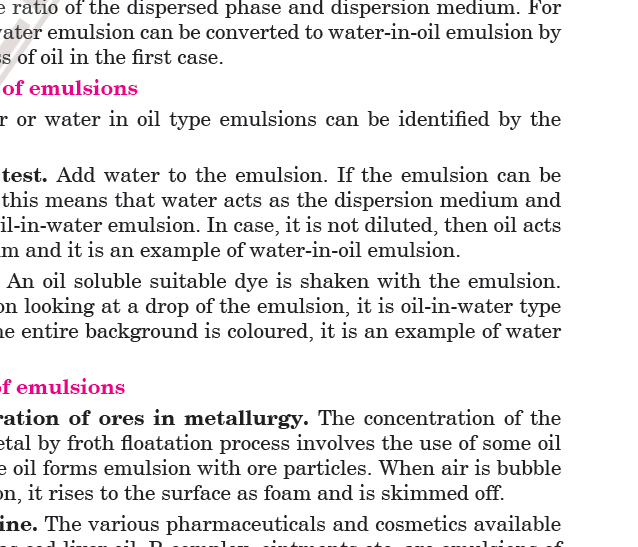 ratio of the dispersed phase and dispersion medium. For
emulsion can be converted to water-in-oil emulsion by
of oil in the first case.
of emulsions
or water in oil type emulsions can be identified by the
test. Add water to the emulsion. If the emulsion can be
this means that water acts as the dispersion medium and
il-in-water emulsion. In case, it is not diluted, then oil acts
m and it is an example of water-in-oil emulsion.
An oil soluble suitable dye is shaken with the emulsion.
on looking at a drop of the emulsion, it is oil-in-water type
entire background is coloured, it is an example of water
of emulsions
ration of ores in metallurgy. The concentration of the
etal by froth floatation process involves the use of some oil
oil forms emulsion with ore particles. When air is bubble
on, it rises to the surface as foam and is skimmed off.
ine. The various pharmaceuticals and cosmetics available